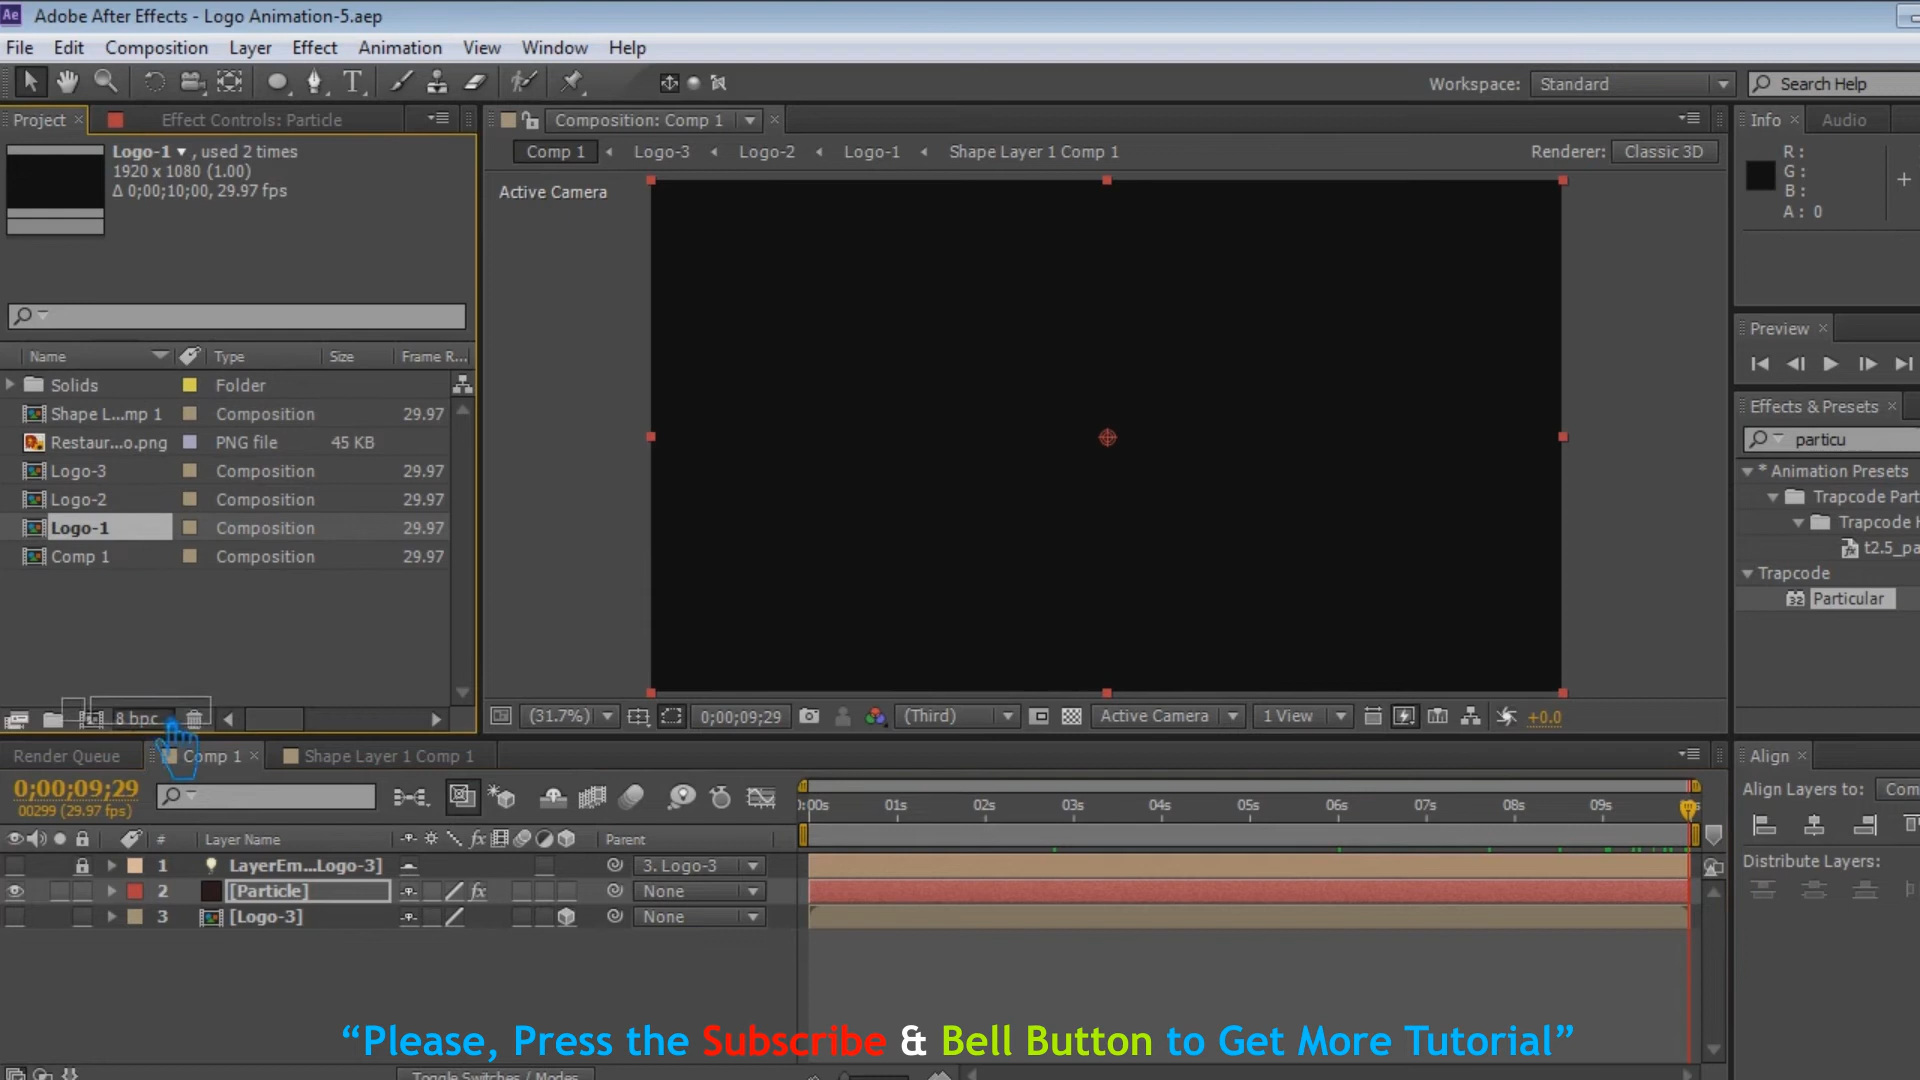 Adobe After Effects - Logo Animation-5.aep
File Edit Composition Layer Effect Animation View Window Help
Workspace: Standard Search Help
Project Effect Controls: Particle Composition: Comp 1 Info Audio
Logo-1 , used 2 times
1920 x 1080 (1.00)
Δ 0;00;10;00, 29.97 fps
Comp 1 Logo-3 Logo-2 Logo-1 Shape Layer 1 Comp 1 Renderer: Classic 3D
Active Camera
R :
G :
B :
A : 0
Preview
Effects & Presets
particu
* Animation Presets
Trapcode Part
Trapcode H
t2.5_pa
Trapcode
32 Particular
Name Type Size Frame R...
Solids Folder
Shape L...mp 1 Composition 29.97
Restaur...o.png PNG file 45 KB
Logo-3 Composition 29.97
Logo-2 Composition 29.97
Logo-1 Composition 29.97
Comp 1 Composition 29.97
8 bpc
(31.7%) 0;00;09;29 (Third) Active Camera 1 View +0.0
Render Queue Comp 1 Shape Layer 1 Comp 1
0;00;09;29
00299 (29.97 fps)
# Layer Name fx Parent
1 LayerEm...Logo-3] 3. Logo-3
2 [Particle] fx None
3 [Logo-3] None
):00s 01s 02s 03s 04s 05s 06s 07s 08s 09s
Align
Align Layers to: Com
Distribute Layers:
“Please, Press the Subscribe & Bell Button to Get More Tutorial”
Toggle Switches / Modes